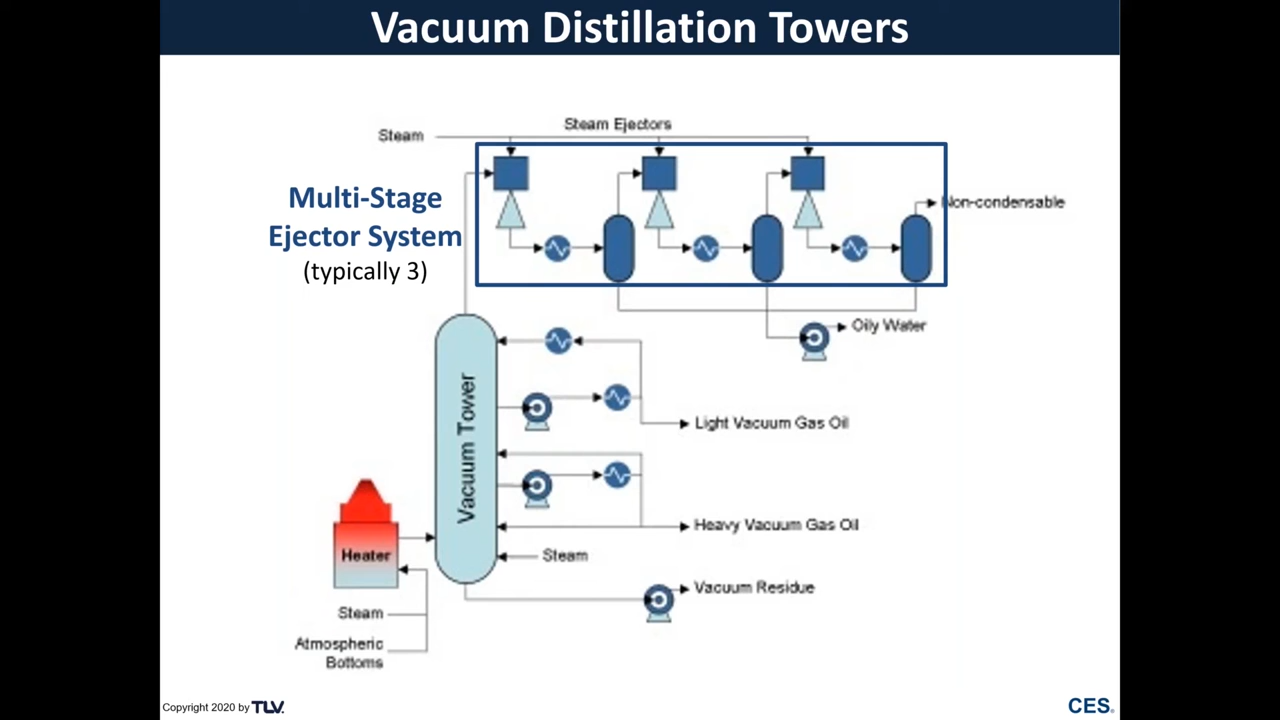 Vacuum Distillation Towers
Steam Ejectors
Steam
Multi-Stage
Ejector System
(typically 3)
Non-condensable
Oily Water
Light Vacuum Gas Oil
Vacuum Tower
Heavy Vacuum Gas Oil
Heater
Steam
Vacuum Residue
Steam
Atmospheric
Bottoms
Copyright 2020 by TLV.
CES®